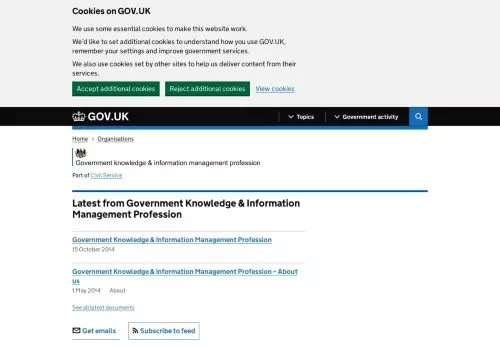 Cookies on GOV.UK
We use some essential cookies to make this website work.
We'd like to set additional cookies to understand how you use GOV.UK,
remember your settings and improve government services.
We also use cookies set by other sites to help us deliver content from their
services.
Accept additional cookies
Reject additional cookies
View cookies
GOV.UK
Topics
Government activity
Home
Organisations
Government knowledge & information management profession
Part of Civil Service
Latest from Government Knowledge & Information
Management Profession
Government Knowledge & Information Management Profession
15 October 2014
Government Knowledge & Information Management Profession – About
us
1 May 2014 About
See all latest documents
Get emails
Subscribe to feed